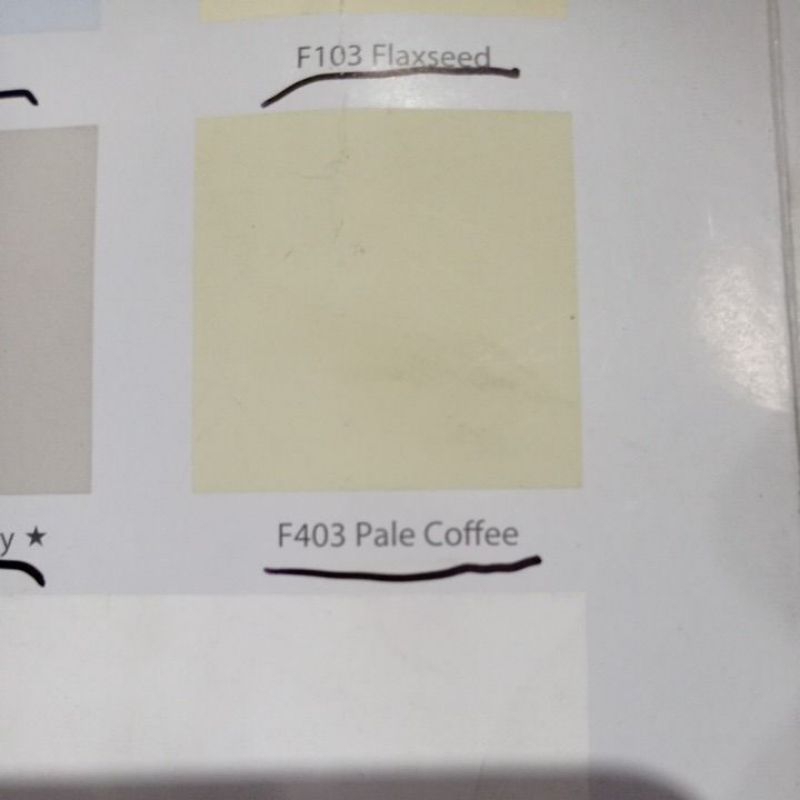 F103 Flaxseed
y ★
F403 Pale Coffee